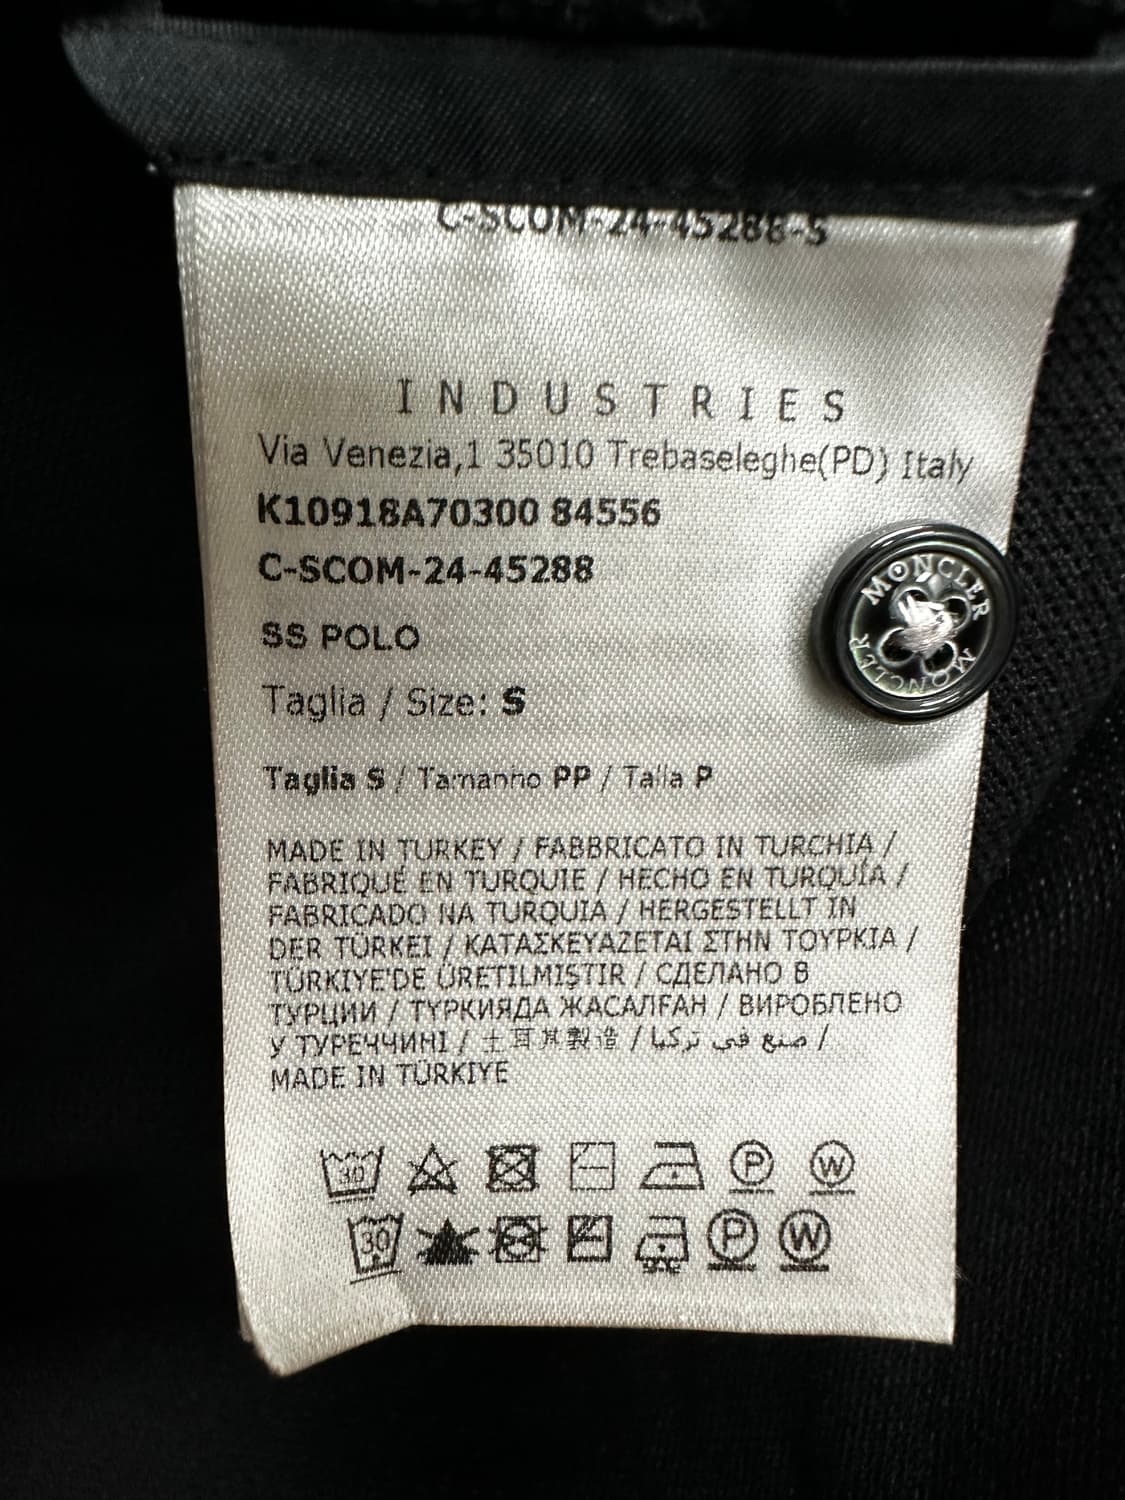 C-SCOM-24-45288-S
INDUSTRIES
Via Venezia,1 35010 Trebaseleghe(PD) Italy
K10918A70300 84556
C-SCOM-24-45288
SS POLO
Taglia / Size: S
Taglia S / Tamanho PP / Talla P
MADE IN TURKEY / FABBRICATO IN TURCHIA /
FABRIQUÉ EN TURQUIE / HECHO EN TURQUÍA /
FABRICADO NA TURQUIA / HERGESTELLT IN
DER TÜRKEI / ΚΑΤΑΣΚΕΥΑΖΕΤΑΙ ΣΤΗΝ ΤΟΥΡΚΙΑ /
TÜRKIYE'DE ÜRETILMIŞTIR / СДЕЛАНО В
ТУРЦИИ / ТҮРКИЯДА ЖАСАЛҒАН / ВИРОБЛЕНО
У ТУРЕЧЧИНІ / 土耳其製造 / صنع في تركيا /
MADE IN TÜRKIYE
30 P W
30 P W
MONCLER
MONCLER